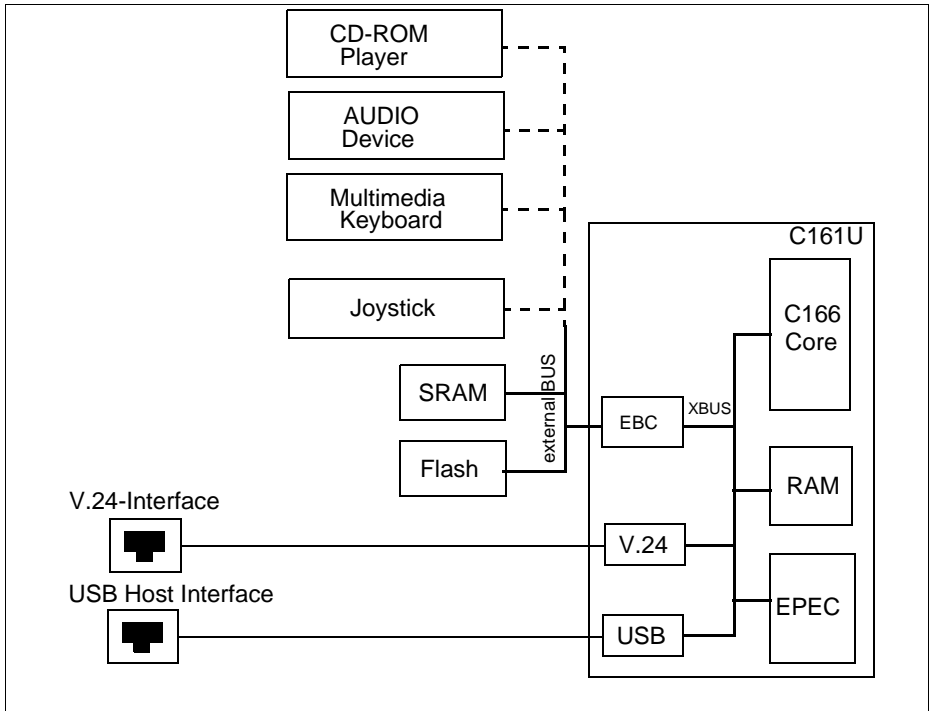 CD-ROM
Player
AUDIO
Device
Multimedia
Keyboard
Joystick
SRAM
Flash
external BUS
C161U
C166
Core
EBC
XBUS
RAM
V.24-Interface
V.24
USB Host Interface
USB
EPEC